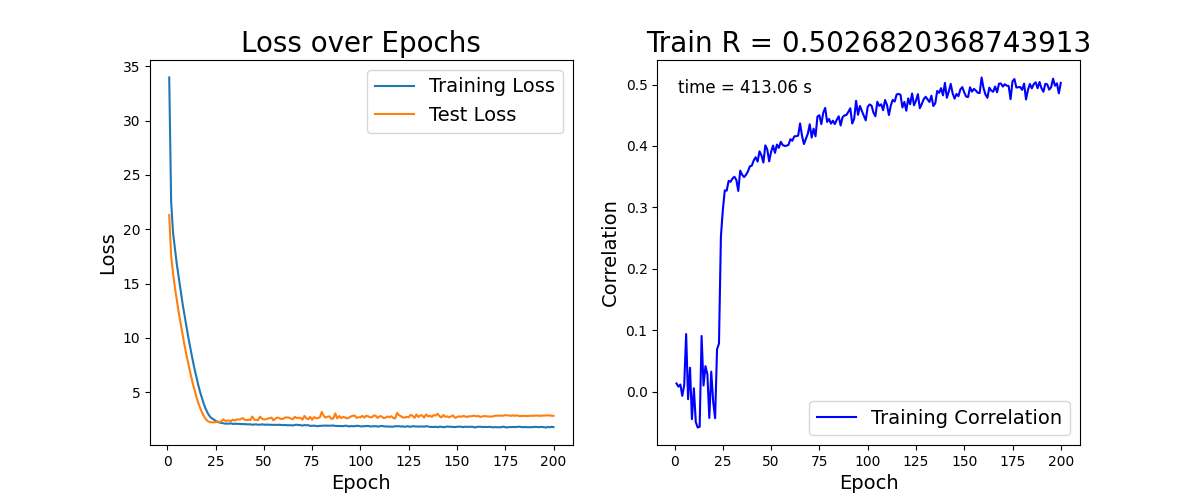 Loss over Epochs
35
30
25
20
15
10
5
Loss
Training Loss
Test Loss
0 25 50 75 100 125 150 175 200
Epoch
Train R = 0.5026820368743913
time = 413.06 s
0.5
0.4
0.3
0.2
0.1
0.0
Correlation
Training Correlation
0 25 50 75 100 125 150 175 200
Epoch